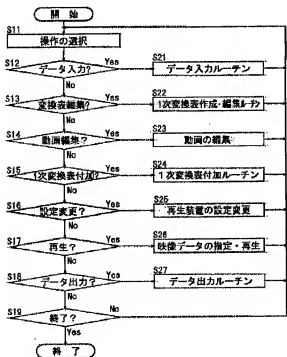 開 始
S11
操作の選択
S12
データ入力?
Yes
S21
データ入力ルーチン
No
S13
変換表編集?
Yes
S22
1次変換表作成・編集ルーチン
No
S14
動画編集?
Yes
S23
動画の編集
No
S15
1次変換表付加?
Yes
S24
1次変換表付加ルーチン
No
S16
設定変更?
Yes
S25
再生装置の設定変更
No
S17
再生?
Yes
S26
映像データの指定・再生
No
S18
データ出力?
Yes
S27
データ出力ルーチン
No
S19
終了?
No
Yes
終 了